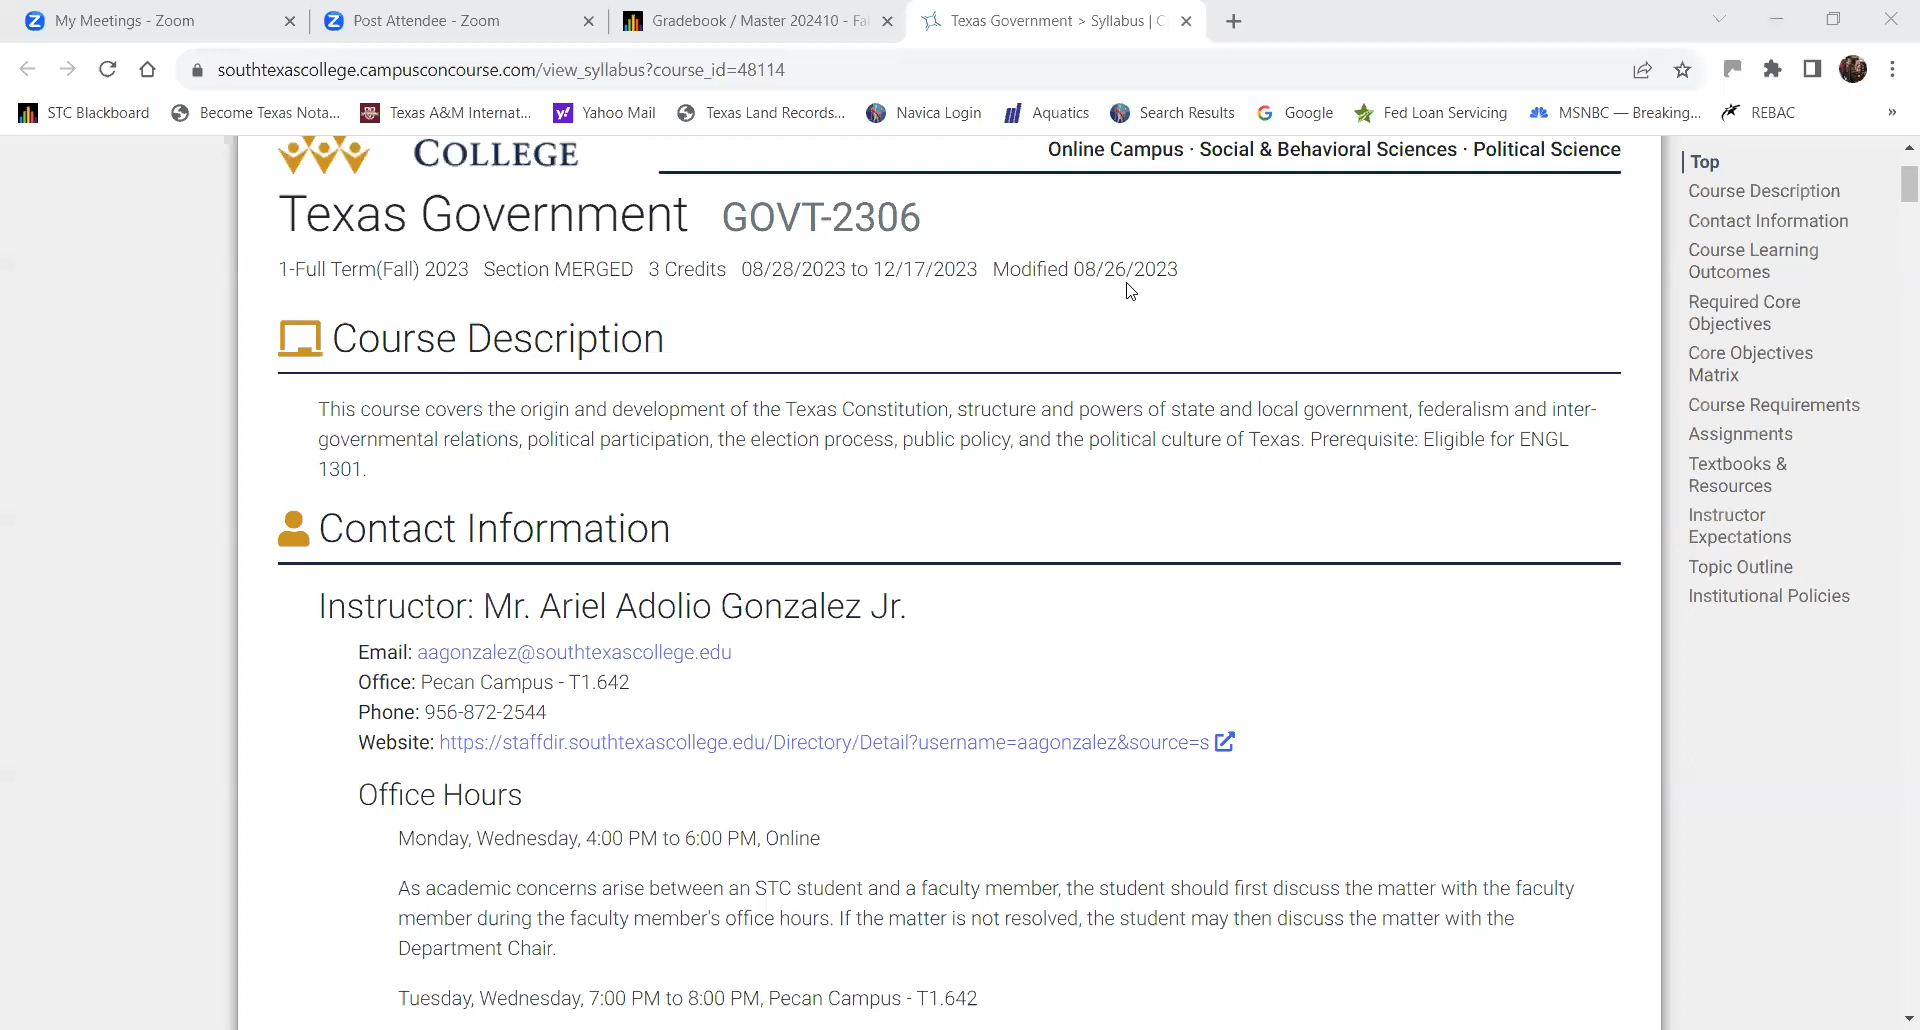 My Meetings - Zoom
Post Attendee - Zoom
Gradebook / Master 202410 - Fa
Texas Government > Syllabus | C
southtexascollege.campusconcourse.com/view_syllabus?course_id=48114
STC Blackboard
Become Texas Nota...
Texas A&M Internat...
Yahoo Mail
Texas Land Records...
Navica Login
Aquatics
Search Results
Google
Fed Loan Servicing
MSNBC — Breaking...
REBAC
»
COLLEGE
Online Campus · Social & Behavioral Sciences · Political Science
Texas Government GOVT-2306
1-Full Term(Fall) 2023 Section MERGED 3 Credits 08/28/2023 to 12/17/2023 Modified 08/26/2023
Course Description
This course covers the origin and development of the Texas Constitution, structure and powers of state and local government, federalism and inter-
governmental relations, political participation, the election process, public policy, and the political culture of Texas. Prerequisite: Eligible for ENGL
1301.
Contact Information
Instructor: Mr. Ariel Adolio Gonzalez Jr.
Email: aagonzalez@southtexascollege.edu
Office: Pecan Campus - T1.642
Phone: 956-872-2544
Website: https://staffdir.southtexascollege.edu/Directory/Detail?username=aagonzalez&source=s
Office Hours
Monday, Wednesday, 4:00 PM to 6:00 PM, Online
As academic concerns arise between an STC student and a faculty member, the student should first discuss the matter with the faculty
member during the faculty member's office hours. If the matter is not resolved, the student may then discuss the matter with the
Department Chair.
Tuesday, Wednesday, 7:00 PM to 8:00 PM, Pecan Campus - T1.642
Top
Course Description
Contact Information
Course Learning
Outcomes
Required Core
Objectives
Core Objectives
Matrix
Course Requirements
Assignments
Textbooks &
Resources
Instructor
Expectations
Topic Outline
Institutional Policies